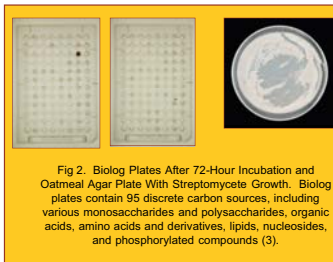 Fig 2. Biolog Plates After 72-Hour Incubation and
Oatmeal Agar Plate With Streptomycete Growth. Biolog
plates contain 95 discrete carbon sources, including
various monosaccharides and polysaccharides, organic
acids, amino acids and derivatives, lipids, nucleosides,
and phosphorylated compounds (3).